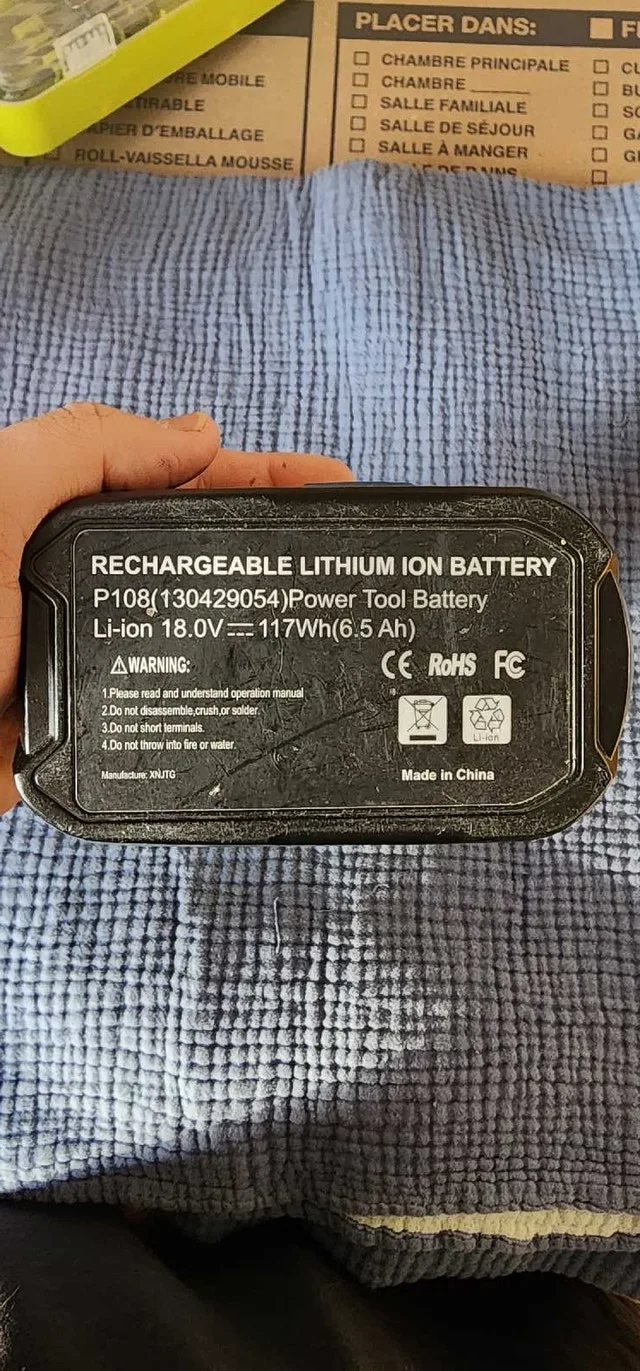 PLACER DANS:
CHAMBRE PRINCIPALE
CHAMBRE ______
SALLE FAMILIALE
SALLE DE SÉJOUR
SALLE À MANGER
MOBILE
APIER D'EMBALLAGE
ROLL-VAISSELLA MOUSSE
RECHARGEABLE LITHIUM ION BATTERY
P108(130429054)Power Tool Battery
Li-ion 18.0V⎓117Wh(6.5 Ah)
⚠WARNING:
CE RoHS FC
1.Please read and understand operation manual
2.Do not disassemble,crush,or solder.
3.Do not short terminals.
4.Do not throw into fire or water.
Li-ion
Manufacture: XNJTG
Made in China